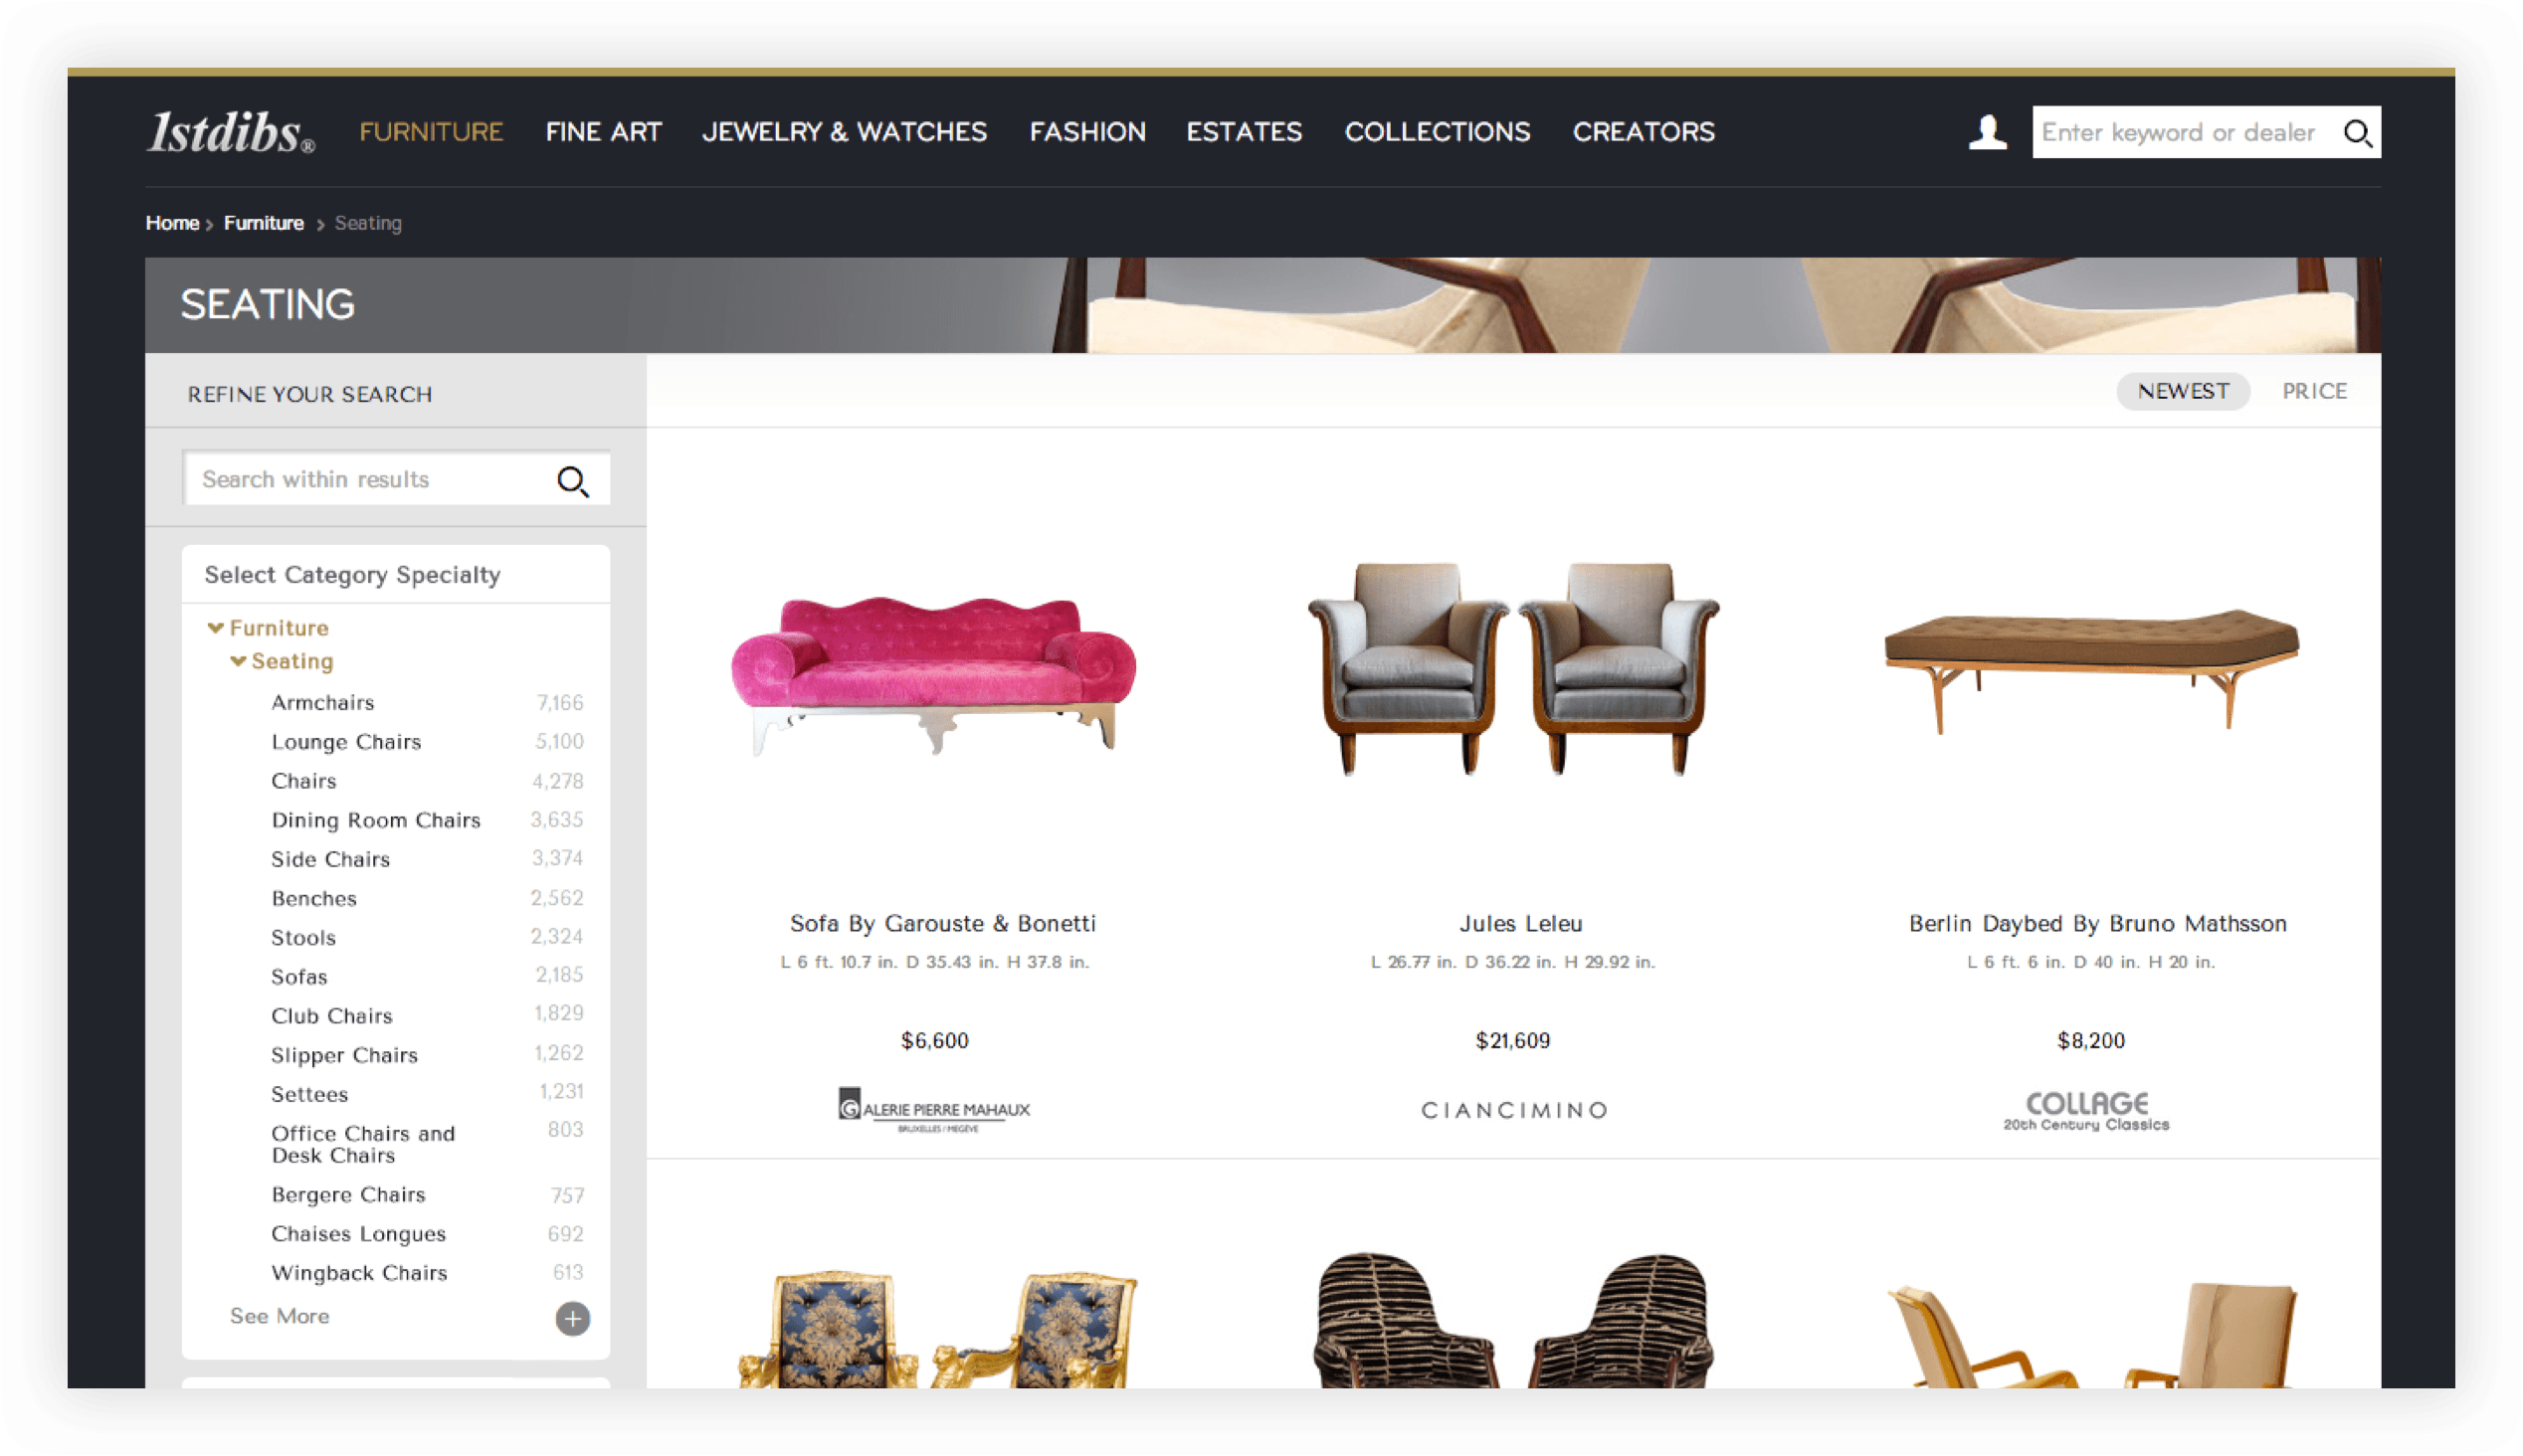 1stdibs®
FURNITURE FINE ART JEWELRY & WATCHES FASHION ESTATES COLLECTIONS CREATORS
Enter keyword or dealer
Home › Furniture › Seating
SEATING
REFINE YOUR SEARCH
NEWEST PRICE
Search within results
Select Category Specialty
Furniture
Seating
Armchairs 7,166
Lounge Chairs 5,100
Chairs 4,278
Dining Room Chairs 3,635
Side Chairs 3,374
Benches 2,562
Stools 2,324
Sofas 2,185
Club Chairs 1,829
Slipper Chairs 1,262
Settees 1,231
Office Chairs and 803
Desk Chairs
Bergere Chairs 757
Chaises Longues 692
Wingback Chairs 613
See More
Sofa By Garouste & Bonetti
L 6 ft. 10.7 in. D 35.43 in. H 37.8 in.
$6,600
GALERIE PIERRE MAHAUX
BRUXELLES / MEGÈVE
Jules Leleu
L 26.77 in. D 36.22 in. H 29.92 in.
$21,609
CIANCIMINO
Berlin Daybed By Bruno Mathsson
L 6 ft. 6 in. D 40 in. H 20 in.
$8,200
COLLAGE
20th Century Classics